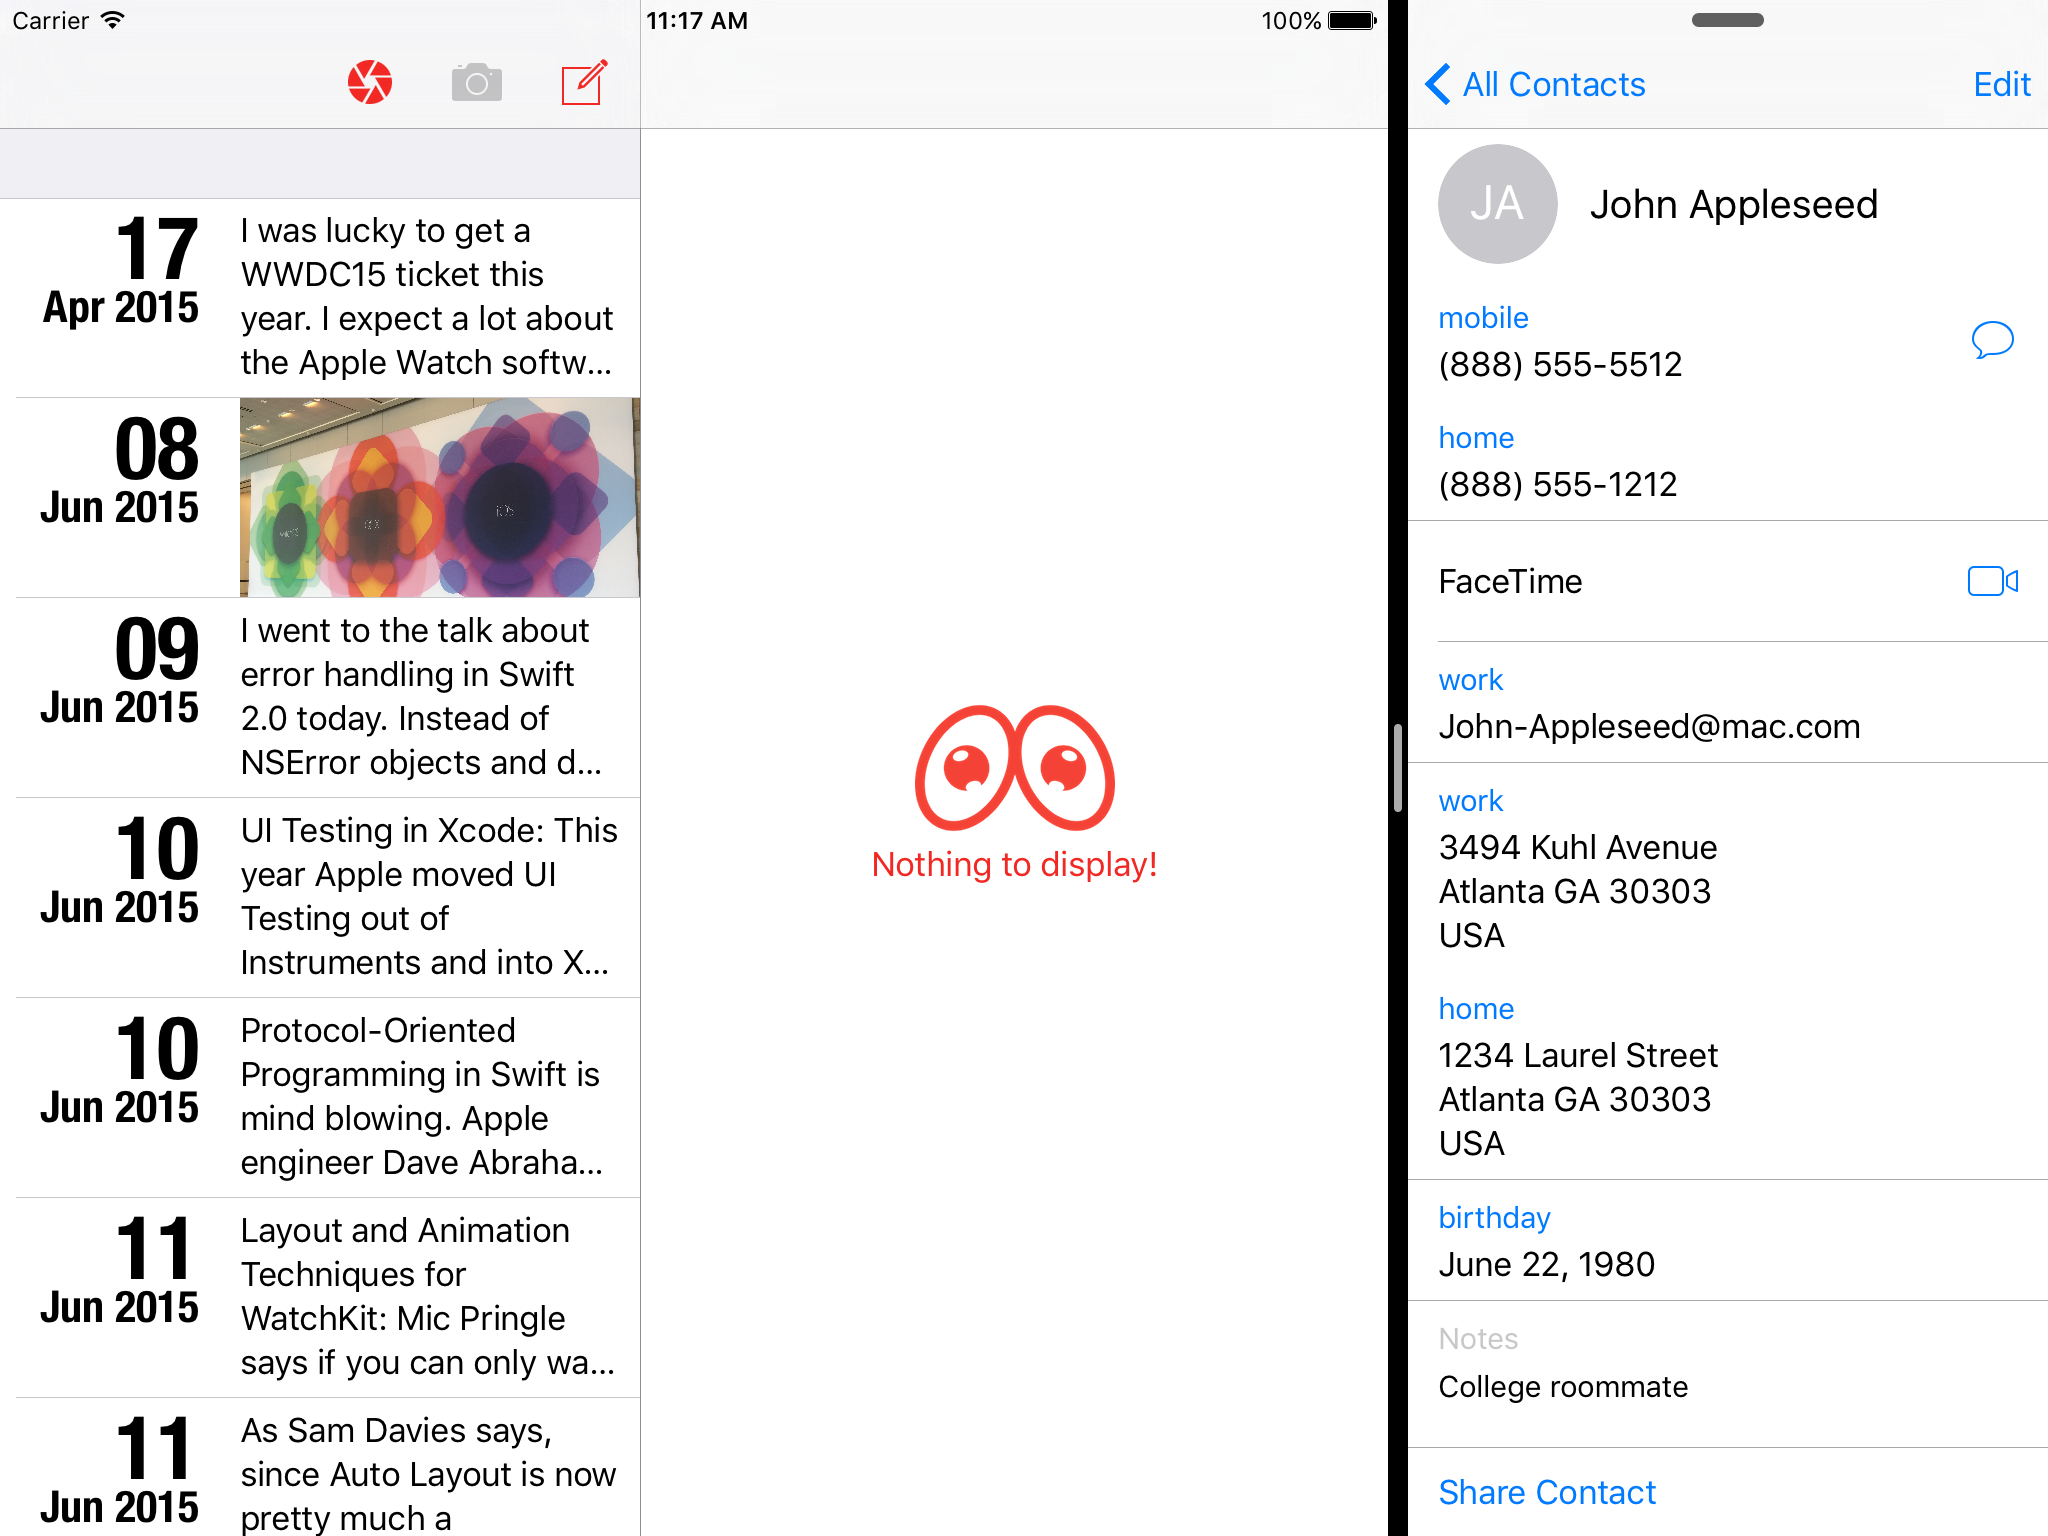 Carrier
11:17 AM
100%
17
Apr 2015
I was lucky to get a
WWDC15 ticket this
year. I expect a lot about
the Apple Watch softw...
08
Jun 2015
iOS
09
Jun 2015
I went to the talk about
error handling in Swift
2.0 today. Instead of
NSError objects and d...
10
Jun 2015
UI Testing in Xcode: This
year Apple moved UI
Testing out of
Instruments and into X...
10
Jun 2015
Protocol-Oriented
Programming in Swift is
mind blowing. Apple
engineer Dave Abraha...
11
Jun 2015
Layout and Animation
Techniques for
WatchKit: Mic Pringle
says if you can only wa...
11
Jun 2015
As Sam Davies says,
since Auto Layout is now
pretty much a
Nothing to display!
All Contacts
Edit
JA
John Appleseed
mobile
(888) 555-5512
home
(888) 555-1212
FaceTime
work
John-Appleseed@mac.com
work
3494 Kuhl Avenue
Atlanta GA 30303
USA
home
1234 Laurel Street
Atlanta GA 30303
USA
birthday
June 22, 1980
Notes
College roommate
Share Contact